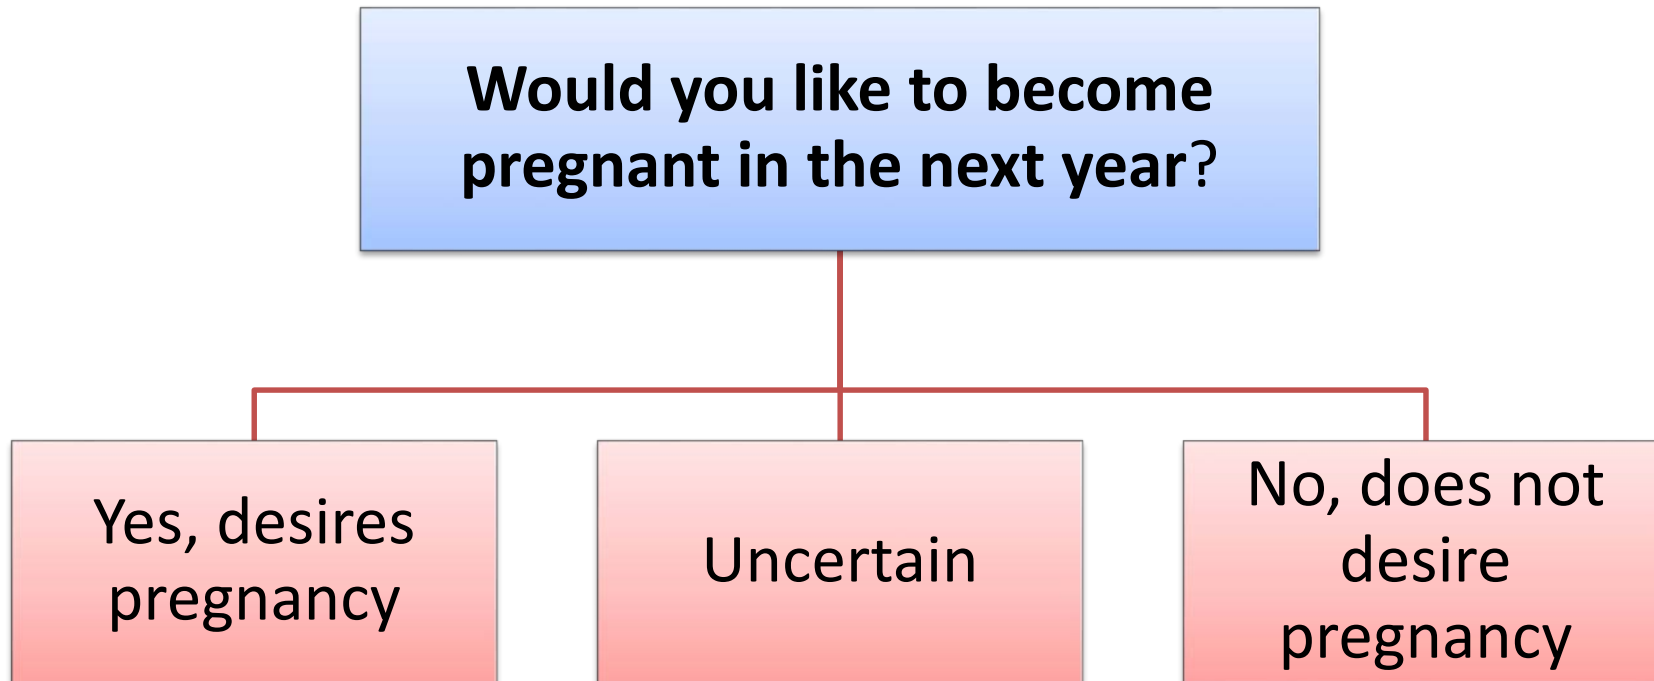 Would you like to become
pregnant in the next year?
Yes, desires
pregnancy
Uncertain
No, does not
desire
pregnancy